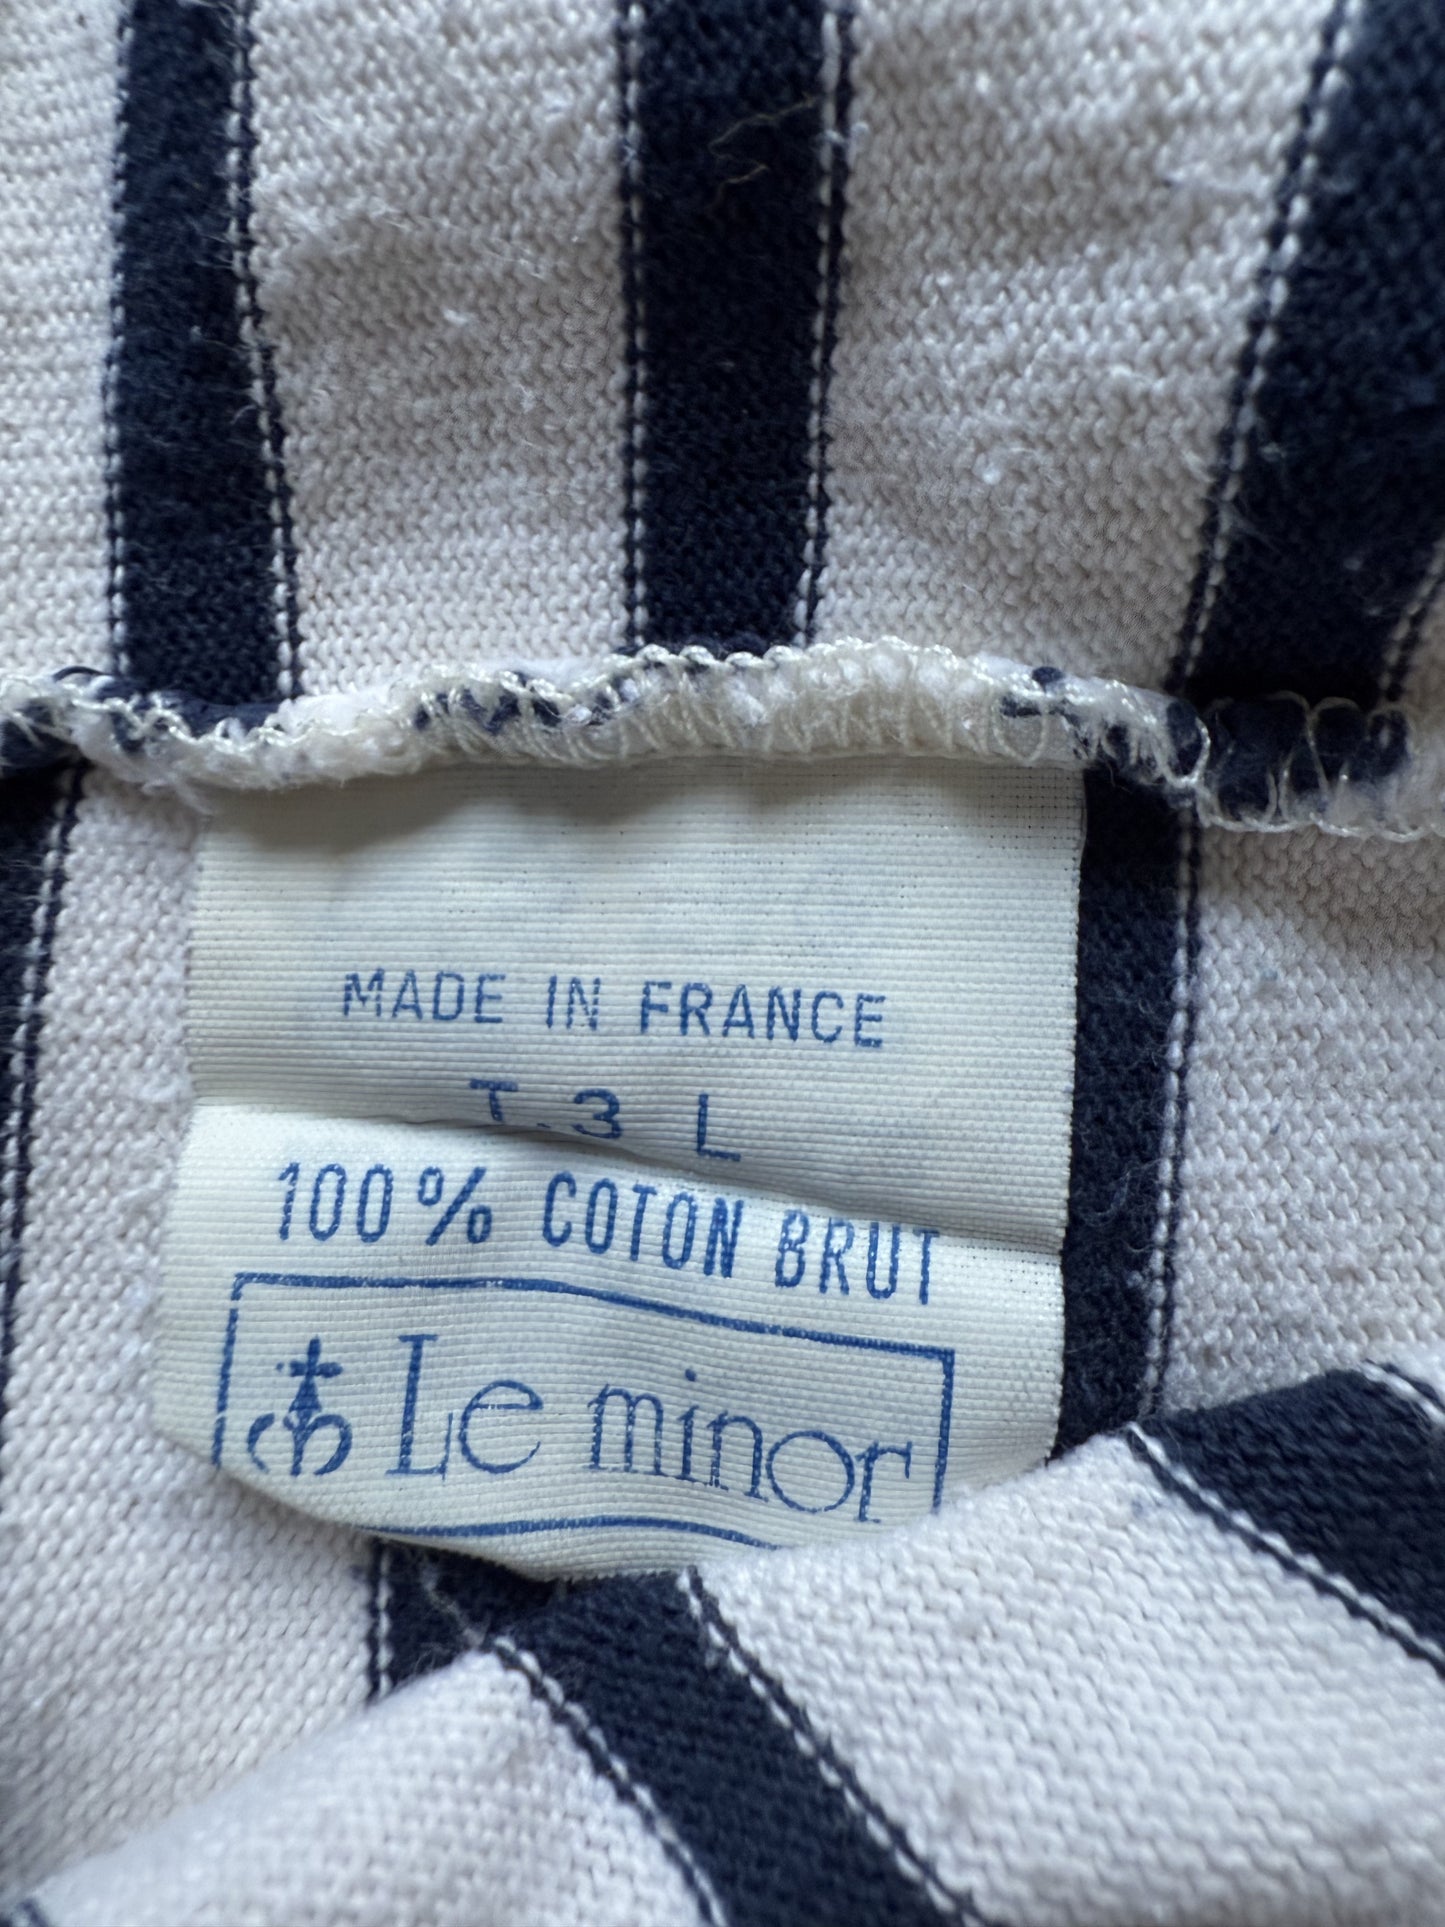 MADE IN FRANCE
T.3 L
100% COTON BRUT
Le minor